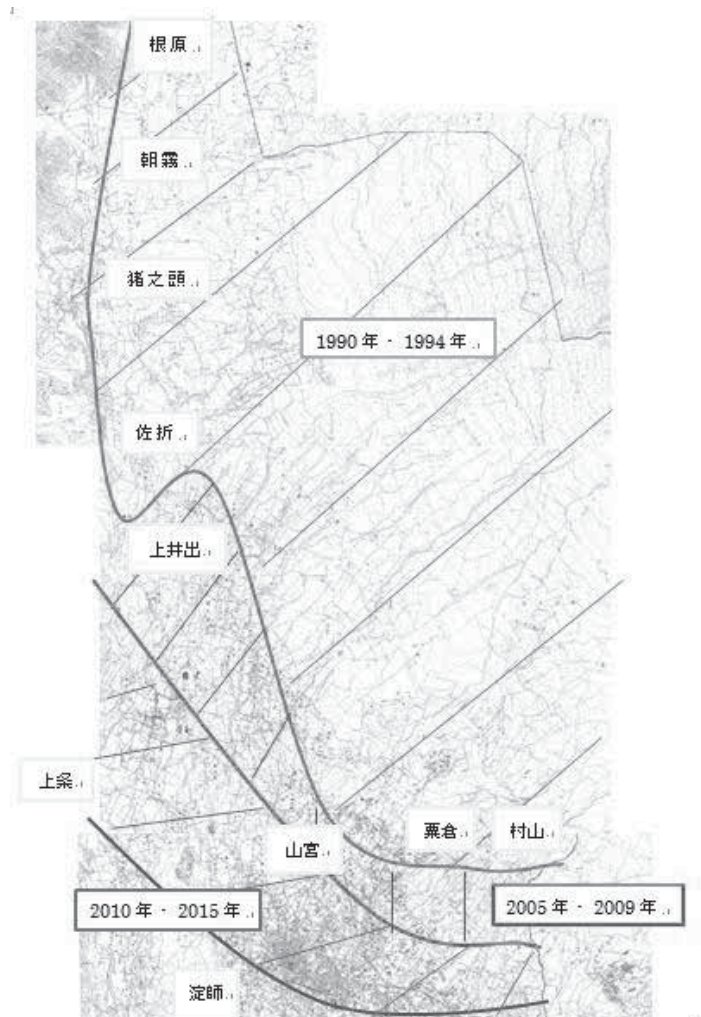 根原
朝霧
猪之頭
1990年 - 1994年
佐折
上井出
上条
粟倉
村山
山宮
2010年 - 2015年
2005年 - 2009年
淀師